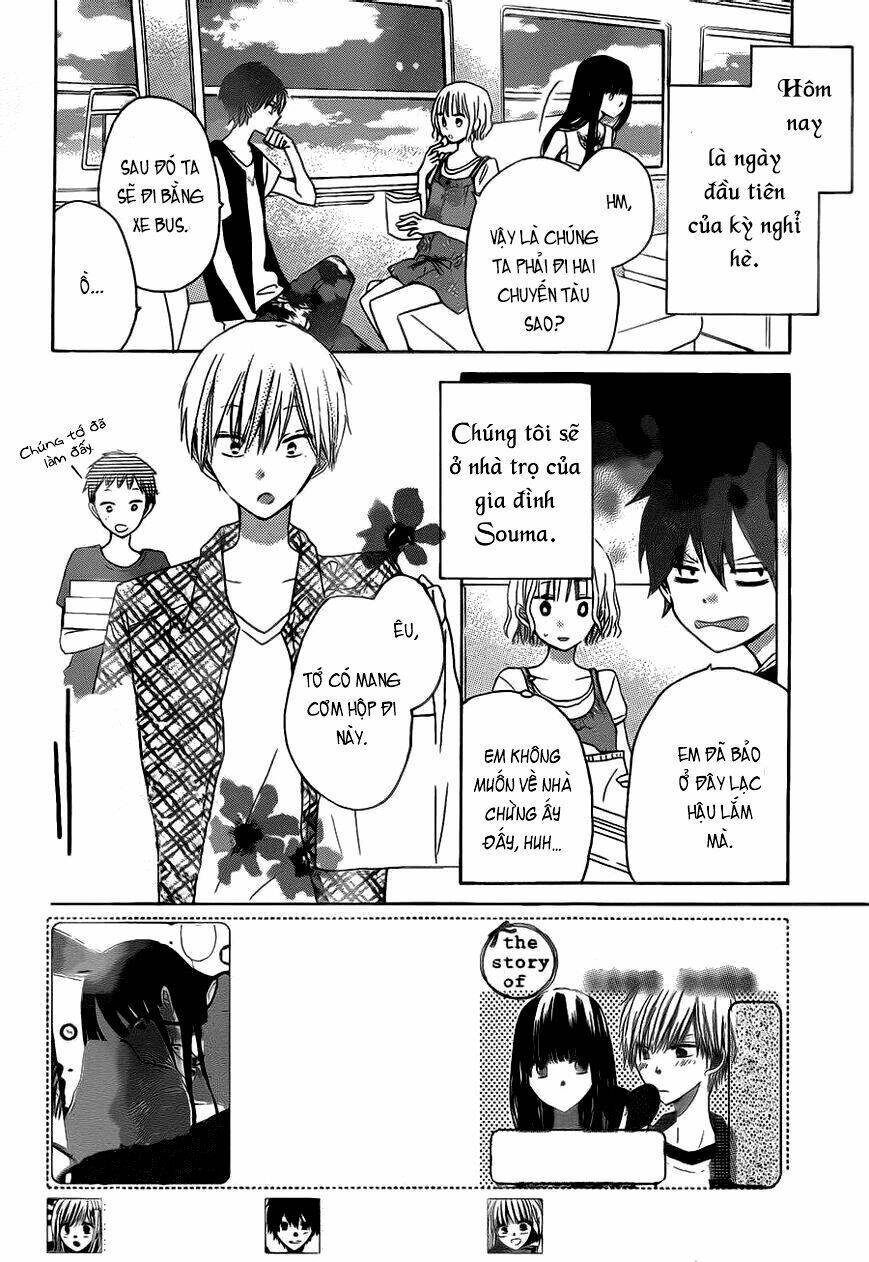 Hôm
nay
là ngày
đầu tiên
của kỳ nghỉ
hè.
HM,
VẬY LÀ CHÚNG
TA PHẢI ĐI HAI
CHUYẾN TÀU
SAO?
SAU ĐÓ TA
SẼ ĐI BẰNG
XE BUS.
Ồ...
Chúng tôi sẽ
ở nhà trọ của
gia đình
Souma.
EM ĐÃ BẢO
Ở ĐÂY LẠC
HẬU LẮM
MÀ.
EM KHÔNG
MUỐN VỀ NHÀ
CHỪNG ẤY
ĐẤY, HUH...
ÊU,
TỚ CÓ MANG
CƠM HỘP ĐI
NÀY.
Chúng tớ đã
làm đấy
the
story
of